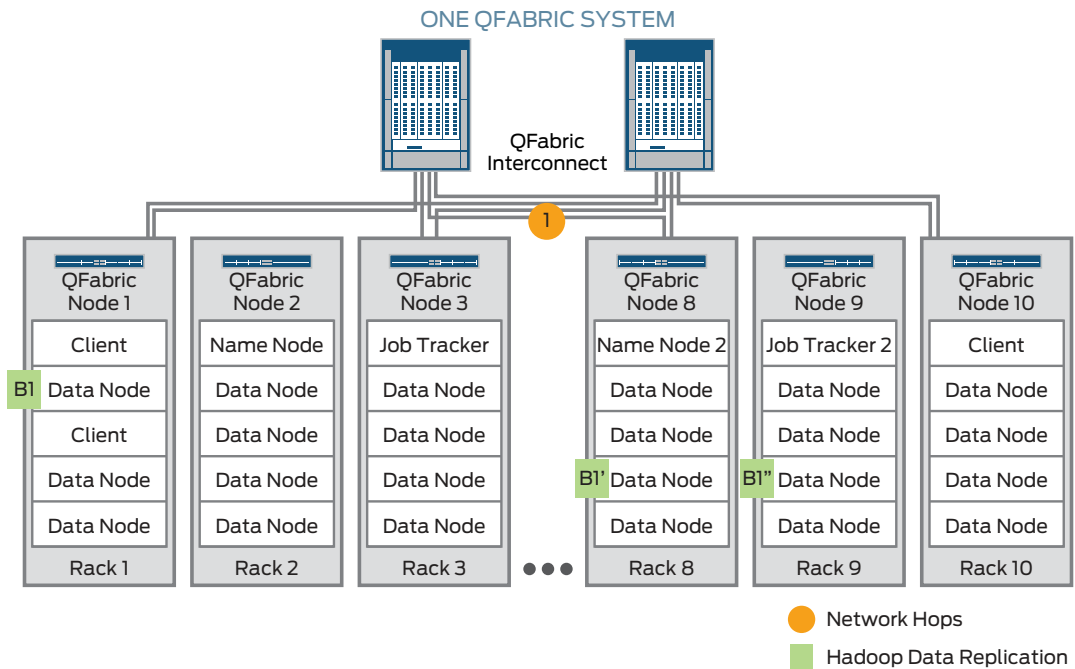 ONE QFABRIC SYSTEM
QFabric
Interconnect
1
QFabric
Node 1
Client
B1
Data Node
Client
Data Node
Data Node
Rack 1
QFabric
Node 2
Name Node
Data Node
Data Node
Data Node
Data Node
Rack 2
QFabric
Node 3
Job Tracker
Data Node
Data Node
Data Node
Data Node
Rack 3
QFabric
Node 8
Name Node 2
Data Node
Data Node
B1’
Data Node
Data Node
Rack 8
QFabric
Node 9
Job Tracker 2
Data Node
Data Node
B1”
Data Node
Data Node
Rack 9
QFabric
Node 10
Client
Data Node
Data Node
Data Node
Data Node
Rack 10
Network Hops
Hadoop Data Replication